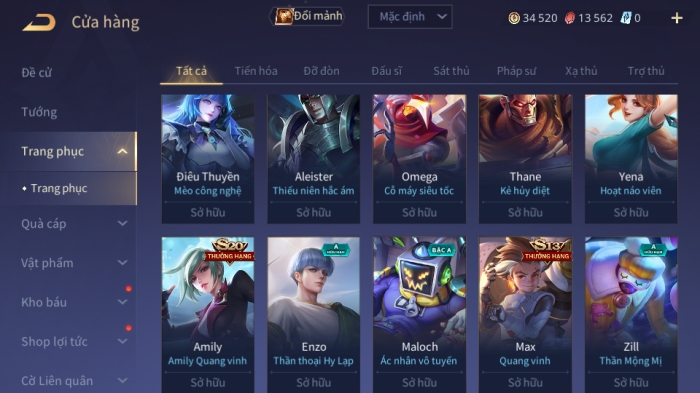 Cửa hàng
Đổi mảnh
Mặc định
34 520
13 562
0
Đề cử
Tướng
Trang phục
Trang phục
Quà cáp
Vật phẩm
Kho báu
Shop lợi tức
Cờ Liên quân
Tất cả
Tiến hóa
Đỡ đòn
Đấu sĩ
Sát thủ
Pháp sư
Xạ thủ
Trợ thủ
Điêu Thuyền
Mèo công nghệ
Sở hữu
Aleister
Thiếu niên hắc ám
Sở hữu
Omega
Cỗ máy siêu tốc
Sở hữu
Thane
Kẻ hủy diệt
Sở hữu
Yena
Hoạt náo viên
Sở hữu
S20
THƯỞNG HẠNG
Amily
Amily Quang vinh
Sở hữu
A
Enzo
Thần thoại Hy Lạp
Sở hữu
BẬC A
Maloch
Ác nhân vô tuyến
Sở hữu
S13
THƯỞNG HẠNG
Max
Quang vinh
Sở hữu
A
Zill
Thần Mộng Mị
Sở hữu